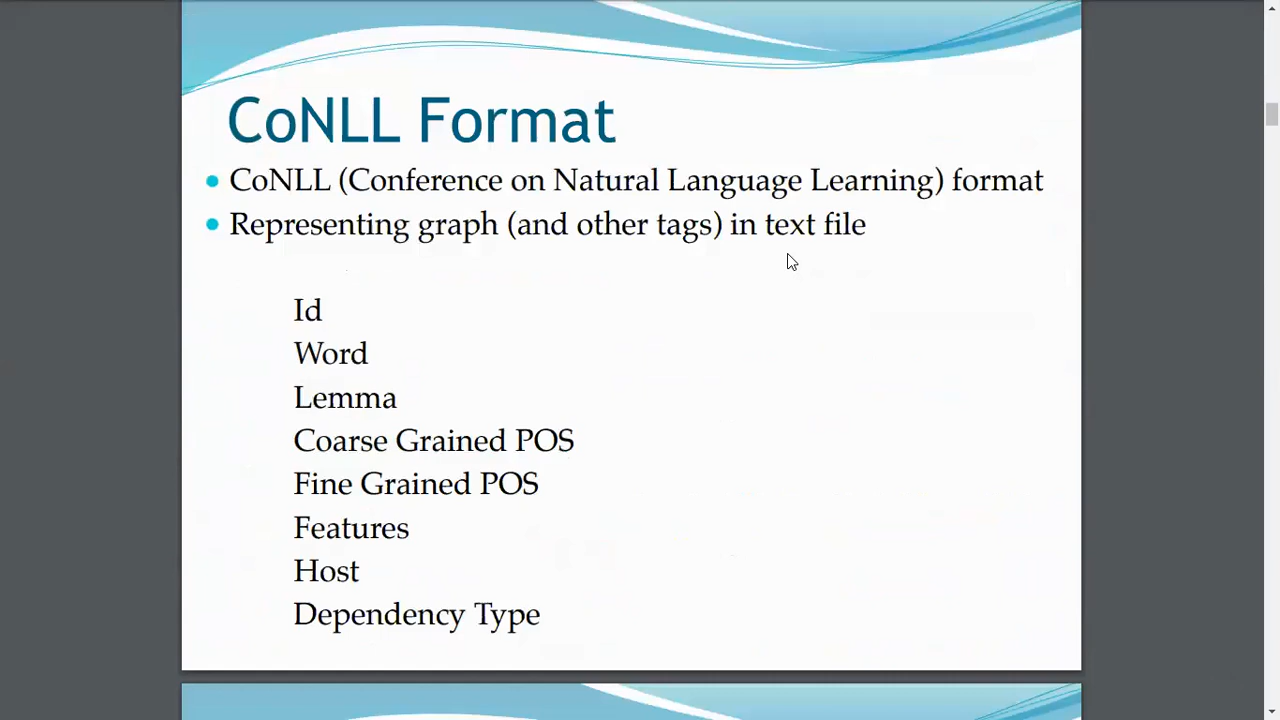 CoNLL Format
CoNLL (Conference on Natural Language Learning) format
Representing graph (and other tags) in text file
Id
Word
Lemma
Coarse Grained POS
Fine Grained POS
Features
Host
Dependency Type